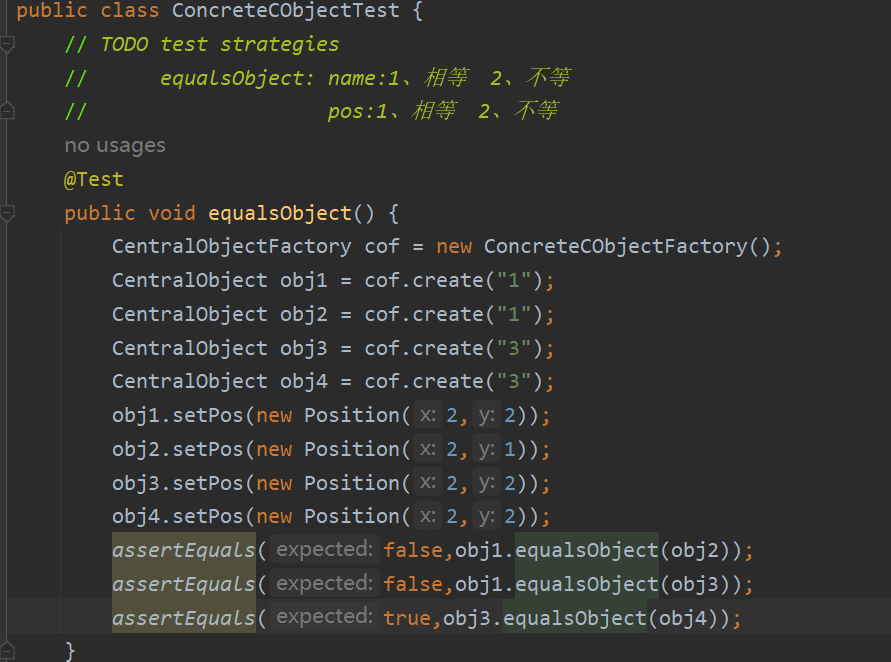 public class ConcreteCObjectTest {
// TODO test strategies
//      equalsObject: name:1、相等  2、不等
//                    pos:1、相等  2、不等
no usages
@Test
public void equalsObject() {
CentralObjectFactory cof = new ConcreteCObjectFactory();
CentralObject obj1 = cof.create("1");
CentralObject obj2 = cof.create("1");
CentralObject obj3 = cof.create("3");
CentralObject obj4 = cof.create("3");
obj1.setPos(new Position( x: 2, y: 2));
obj2.setPos(new Position( x: 2, y: 1));
obj3.setPos(new Position( x: 2, y: 2));
obj4.setPos(new Position( x: 2, y: 2));
assertEquals( expected: false,obj1.equalsObject(obj2));
assertEquals( expected: false,obj1.equalsObject(obj3));
assertEquals( expected: true,obj3.equalsObject(obj4));
}